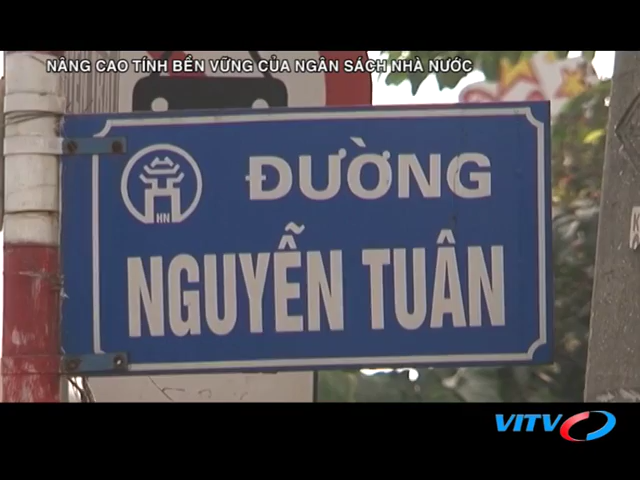 NÂNG CAO TÍNH BỀN VỮNG CỦA NGÂN SÁCH NHÀ NƯỚC
ĐƯỜNG
HN
NGUYỄN TUÂN
VITV